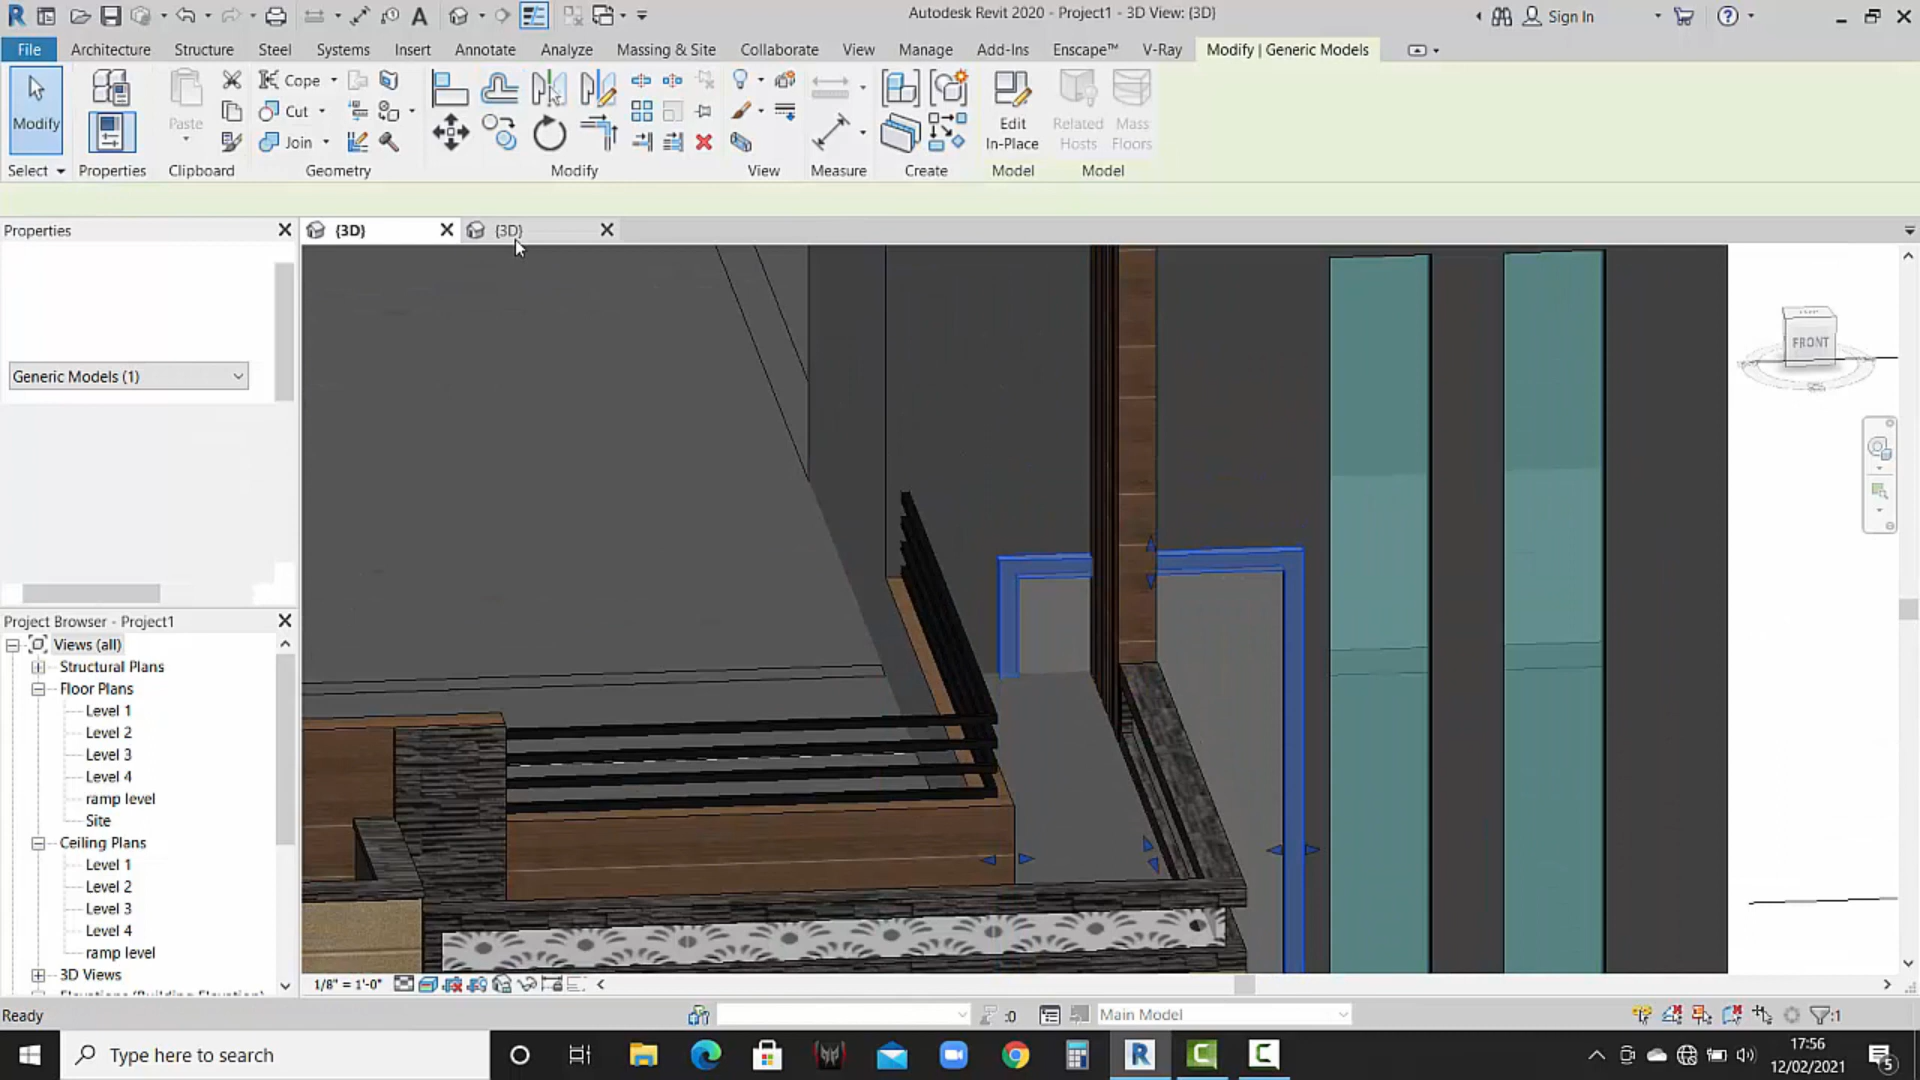 Autodesk Revit 2020 - Project1 - 3D View: {3D}
Sign In
File Architecture Structure Steel Systems Insert Annotate Analyze Massing & Site Collaborate View Manage Add-Ins Enscape™ V-Ray Modify | Generic Models
Modify
Paste
Cope
Cut
Join
Edit In-Place
Related Hosts
Mass Floors
Select Properties Clipboard Geometry Modify View Measure Create Model Model
Properties
{3D}
{3D}
Generic Models (1)
FRONT
Project Browser - Project1
Views (all)
Structural Plans
Floor Plans
Level 1
Level 2
Level 3
Level 4
ramp level
Site
Ceiling Plans
Level 1
Level 2
Level 3
Level 4
ramp level
3D Views
Elevations (Building Elevation)
1/8" = 1'-0"
Ready
:0
Main Model
:1
Type here to search
17:56
12/02/2021
5